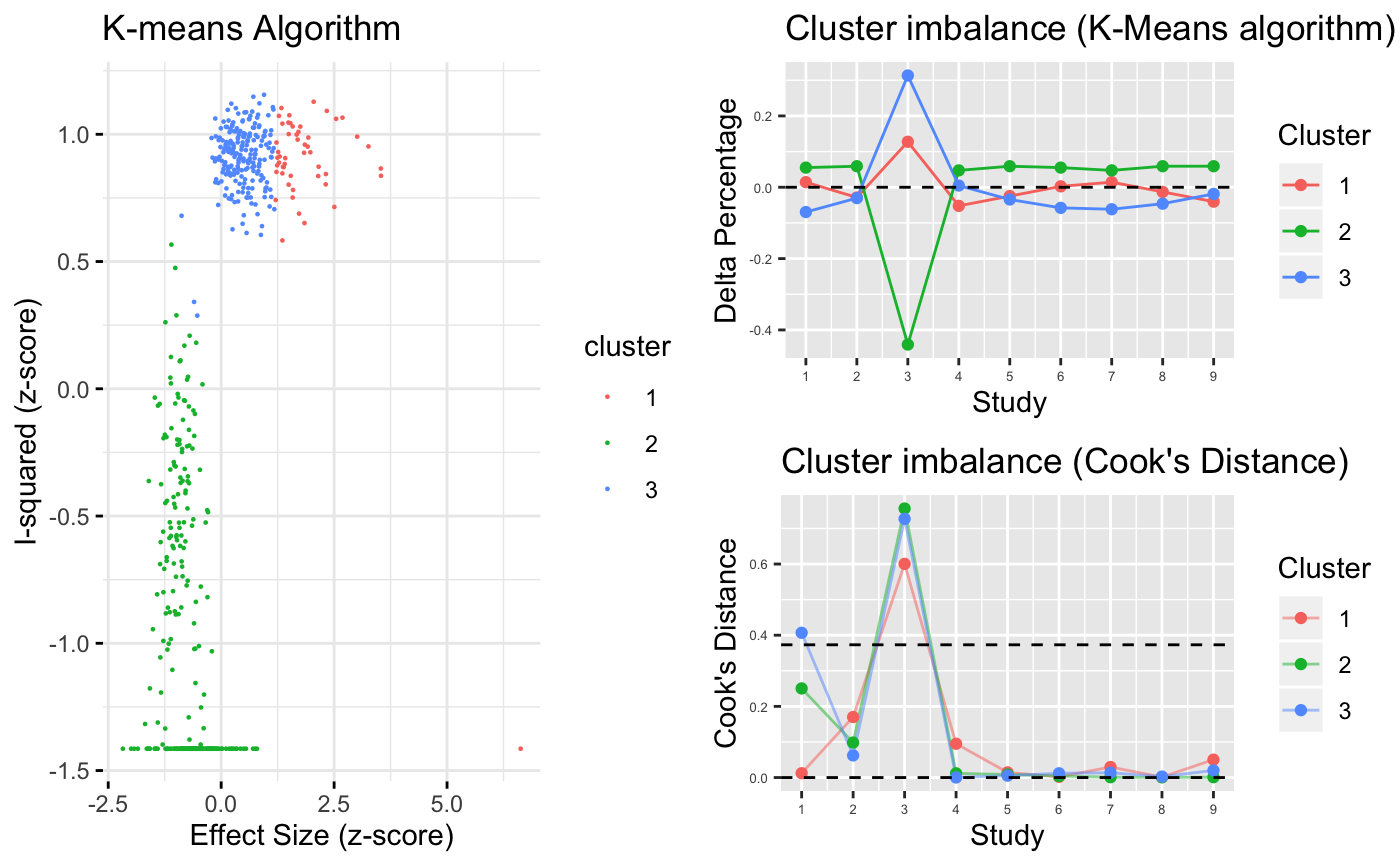 K-means Algorithm
I-squared (z-score)
1.0
0.5
0.0
-0.5
-1.0
-1.5
-2.5
0.0
2.5
5.0
Effect Size (z-score)
cluster
1
2
3
Cluster imbalance (K-Means algorithm)
Delta Percentage
0.2
0.0
-0.2
-0.4
1 2 3 4 5 6 7 8 9
Study
Cluster
1
2
3
Cluster imbalance (Cook's Distance)
Cook's Distance
0.6
0.4
0.2
0.0
1 2 3 4 5 6 7 8 9
Study
Cluster
1
2
3